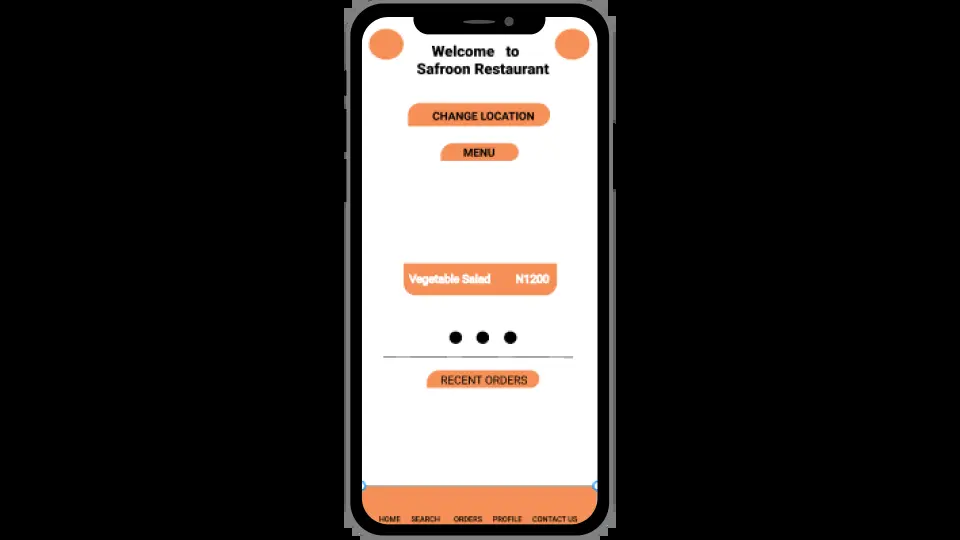 Welcome to
Safroon Restaurant
CHANGE LOCATION
MENU
Vegetable Salad N1200
RECENT ORDERS
HOME SEARCH ORDERS PROFILE CONTACT US